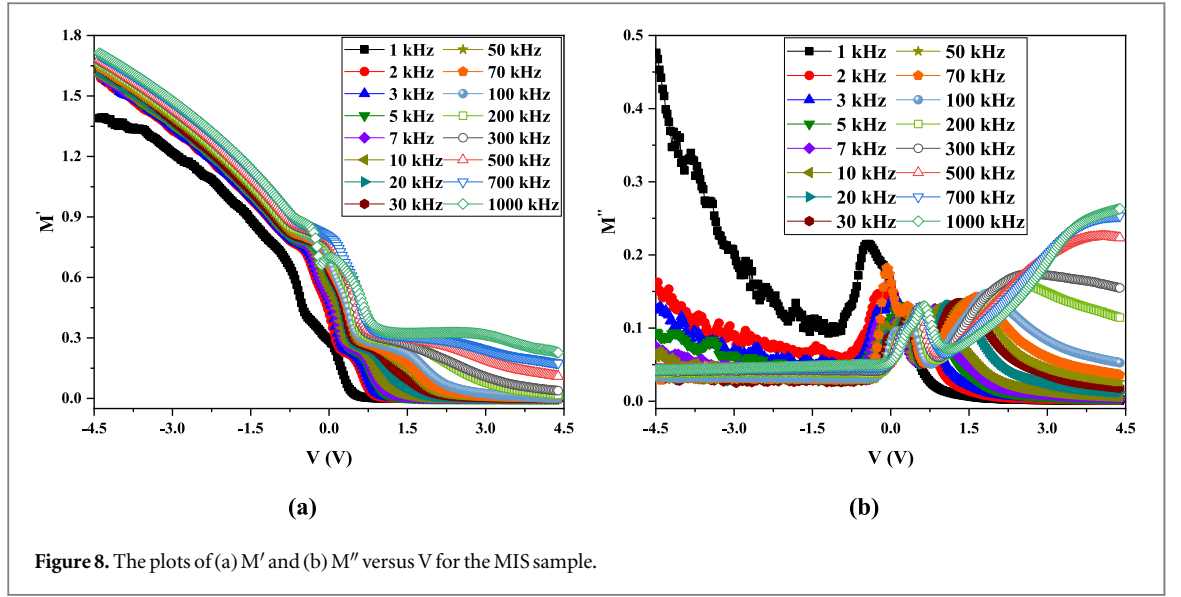 1.8
1.5
1.2
0.9
0.6
0.3
0.0
M'
1 kHz 50 kHz
2 kHz 70 kHz
3 kHz 100 kHz
5 kHz 200 kHz
7 kHz 300 kHz
10 kHz 500 kHz
20 kHz 700 kHz
30 kHz 1000 kHz
-4.5 -3.0 -1.5 0.0 1.5 3.0 4.5
V (V)
(a)
0.5
0.4
0.3
0.2
0.1
0.0
M''
1 kHz 50 kHz
2 kHz 70 kHz
3 kHz 100 kHz
5 kHz 200 kHz
7 kHz 300 kHz
10 kHz 500 kHz
20 kHz 700 kHz
30 kHz 1000 kHz
-4.5 -3.0 -1.5 0.0 1.5 3.0 4.5
V (V)
(b)
Figure 8. The plots of (a) M′ and (b) M″ versus V for the MIS sample.